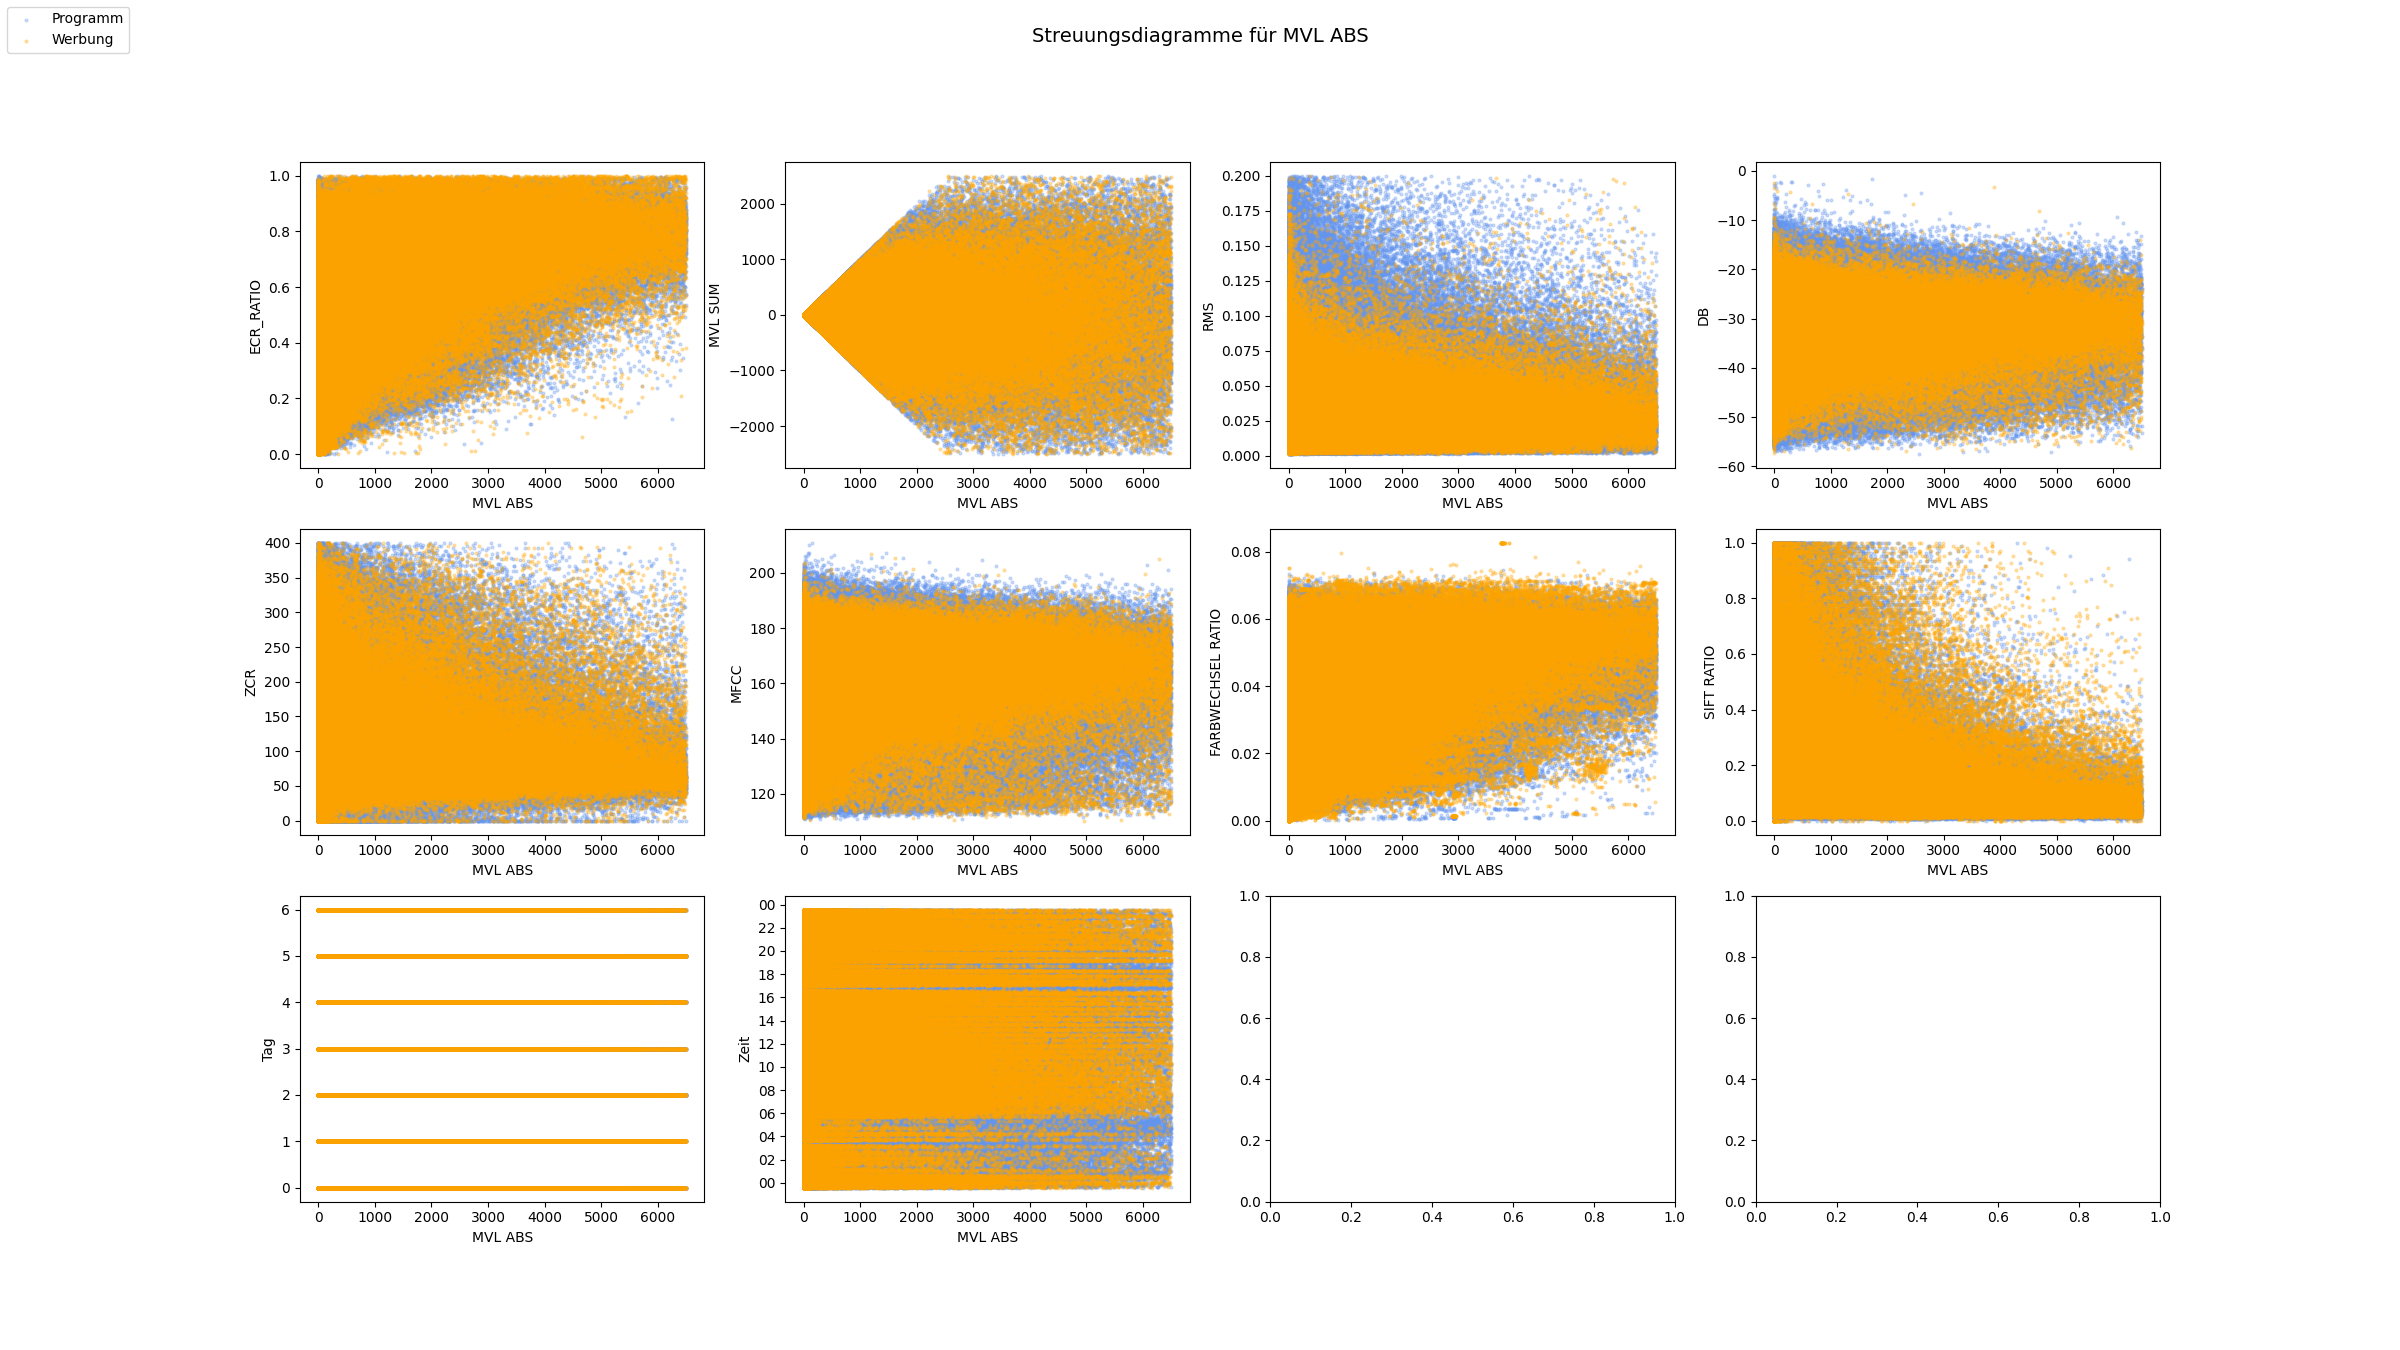 Programm
Werbung
Streuungsdiagramme für MVL ABS
1.0
0.8
0.6
0.4
0.2
0.0
ECR_RATIO
0 1000 2000 3000 4000 5000 6000
MVL ABS
2000
1000
0
−1000
−2000
MVL SUM
0 1000 2000 3000 4000 5000 6000
MVL ABS
0.200
0.175
0.150
0.125
0.100
0.075
0.050
0.025
0.000
RMS
0 1000 2000 3000 4000 5000 6000
MVL ABS
0
−10
−20
−30
−40
−50
−60
DB
0 1000 2000 3000 4000 5000 6000
MVL ABS
400
350
300
250
200
150
100
50
0
ZCR
0 1000 2000 3000 4000 5000 6000
MVL ABS
200
180
160
140
120
MFCC
0 1000 2000 3000 4000 5000 6000
MVL ABS
0.08
0.06
0.04
0.02
0.00
FARBWECHSEL RATIO
0 1000 2000 3000 4000 5000 6000
MVL ABS
1.0
0.8
0.6
0.4
0.2
0.0
SIFT RATIO
0 1000 2000 3000 4000 5000 6000
MVL ABS
6
5
4
3
2
1
0
Tag
0 1000 2000 3000 4000 5000 6000
MVL ABS
00
22
20
18
16
14
12
10
08
06
04
02
00
Zeit
0 1000 2000 3000 4000 5000 6000
MVL ABS
1.0
0.8
0.6
0.4
0.2
0.0
0.0 0.2 0.4 0.6 0.8 1.0
1.0
0.8
0.6
0.4
0.2
0.0
0.0 0.2 0.4 0.6 0.8 1.0